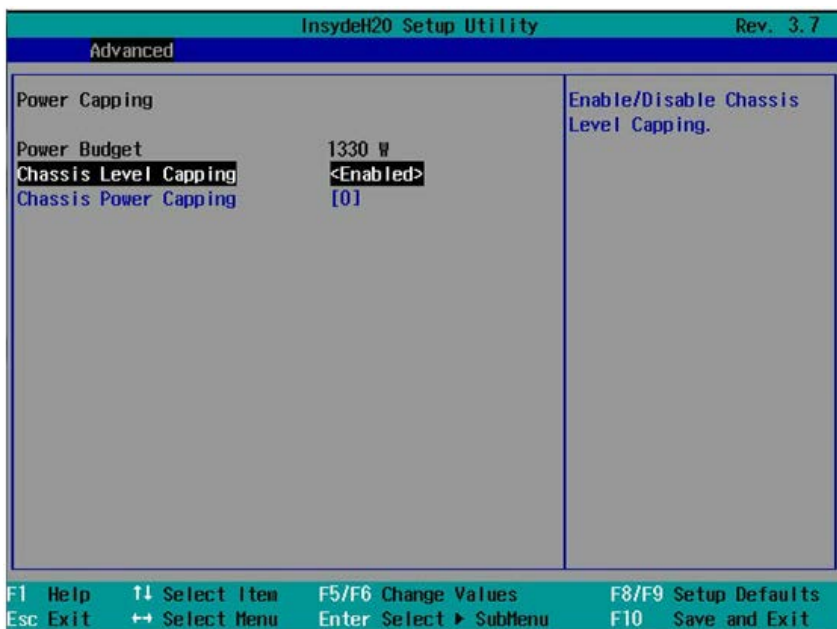 InsydeH20 Setup Utility Rev. 3.7
Advanced
Power Capping
Power Budget 1330 W
Chassis Level Capping <Enabled>
Chassis Power Capping [0]
Enable/Disable Chassis
Level Capping.
F1 Help ↑↓ Select Item F5/F6 Change Values F8/F9 Setup Defaults
Esc Exit ↔ Select Menu Enter Select ▶ SubMenu F10 Save and Exit